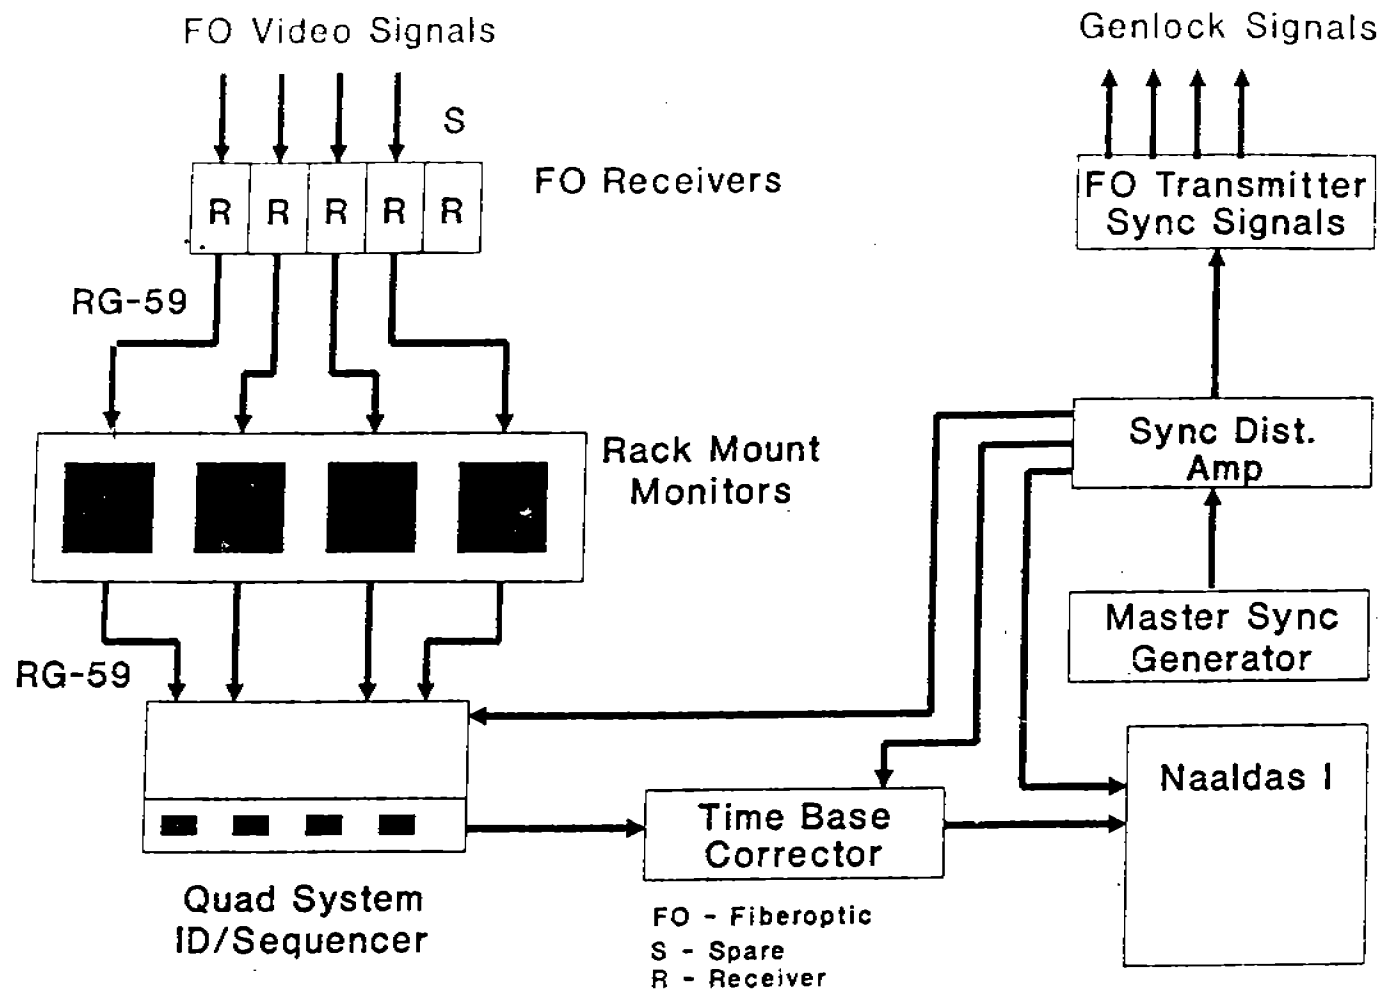 FO Video Signals
Genlock Signals
S
FO Receivers
R R R R R
FO Transmitter
Sync Signals
RG-59
Rack Mount
Monitors
Sync Dist.
Amp
Master Sync
Generator
RG-59
Naaldas I
Time Base
Corrector
Quad System
ID/Sequencer
FO - Fiberoptic
S - Spare
R - Receiver